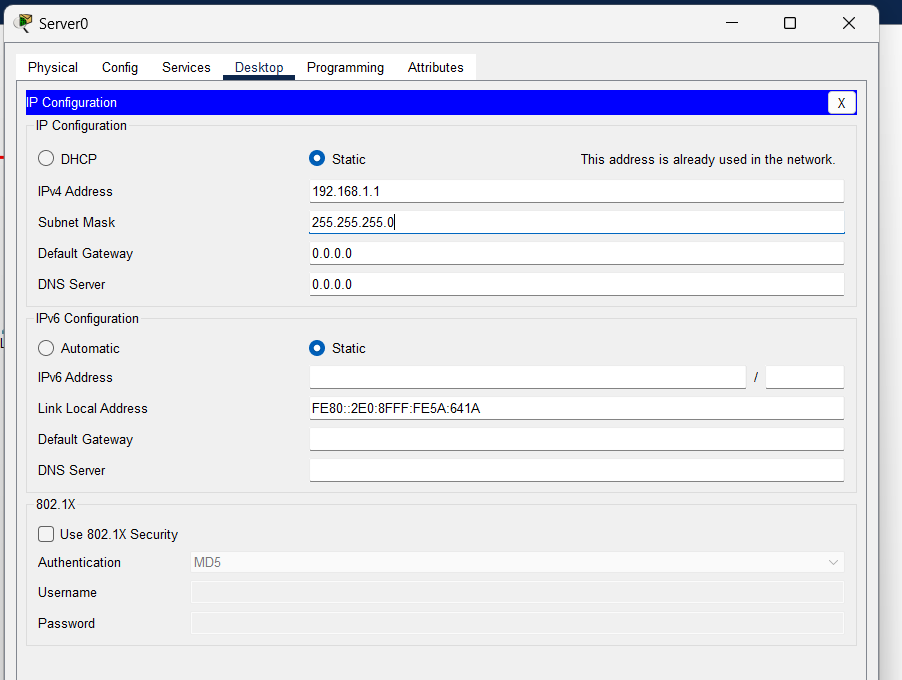 Server0
Physical Config Services Desktop Programming Attributes
IP Configuration X
IP Configuration
DHCP Static This address is already used in the network.
IPv4 Address 192.168.1.1
Subnet Mask 255.255.255.0
Default Gateway 0.0.0.0
DNS Server 0.0.0.0
IPv6 Configuration
Automatic Static
IPv6 Address /
Link Local Address FE80::2E0:8FFF:FE5A:641A
Default Gateway
DNS Server
802.1X
Use 802.1X Security
Authentication MD5
Username
Password